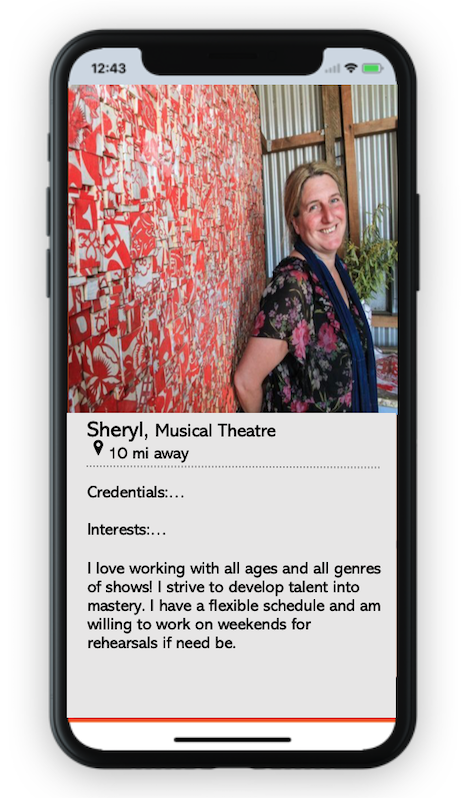 12:43
Sheryl, Musical Theatre
10 mi away
Credentials:...
Interests:...
I love working with all ages and all genres
of shows! I strive to develop talent into
mastery. I have a flexible schedule and am
willing to work on weekends for
rehearsals if need be.